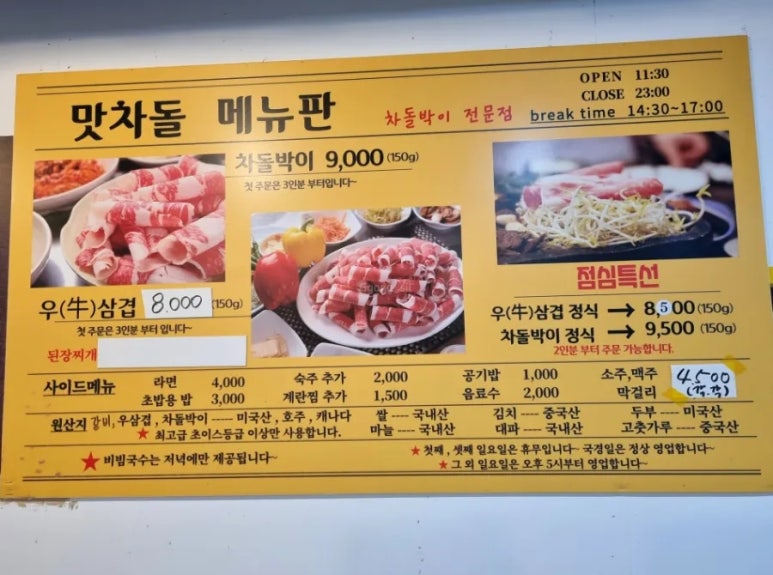 맛차돌 메뉴판
차돌박이 전문점
OPEN 11:30
CLOSE 23:00
break time 14:30~17:00
차돌박이 9,000 (150g)
첫 주문은 3인분 부터입니다~
우(牛)삼겹 8.000 (150g)
첫 주문은 3인분 부터 입니다~
된장찌개
점심특선
우(牛)삼겹 정식 → 8,500 (150g)
차돌박이 정식 → 9,500 (150g)
2인분 부터 주문 가능합니다.
사이드메뉴 라면 4,000 숙주 추가 2,000 공기밥 1,000 소주,맥주 4,500
초밥용 밥 3,000 계란찜 추가 1,500 음료수 2,000 막걸리
원산지 갈비, 우삼겹 , 차돌박이 ----- 미국산 , 호주 , 캐나다 쌀 ---- 국내산 김치 ---- 중국산 두부 ---- 미국산
★ 최고급 초이스등급 이상만 사용합니다. 마늘 ---- 국내산 대파 ---- 국내산 고춧가루 ---- 중국산
★ 비빔국수는 저녁에만 제공됩니다~
★ 첫째 , 셋째 일요일은 휴무입니다~ 국경일은 정상 영업합니다~
★ 그 외 일요일은 오후 5시부터 영업합니다~